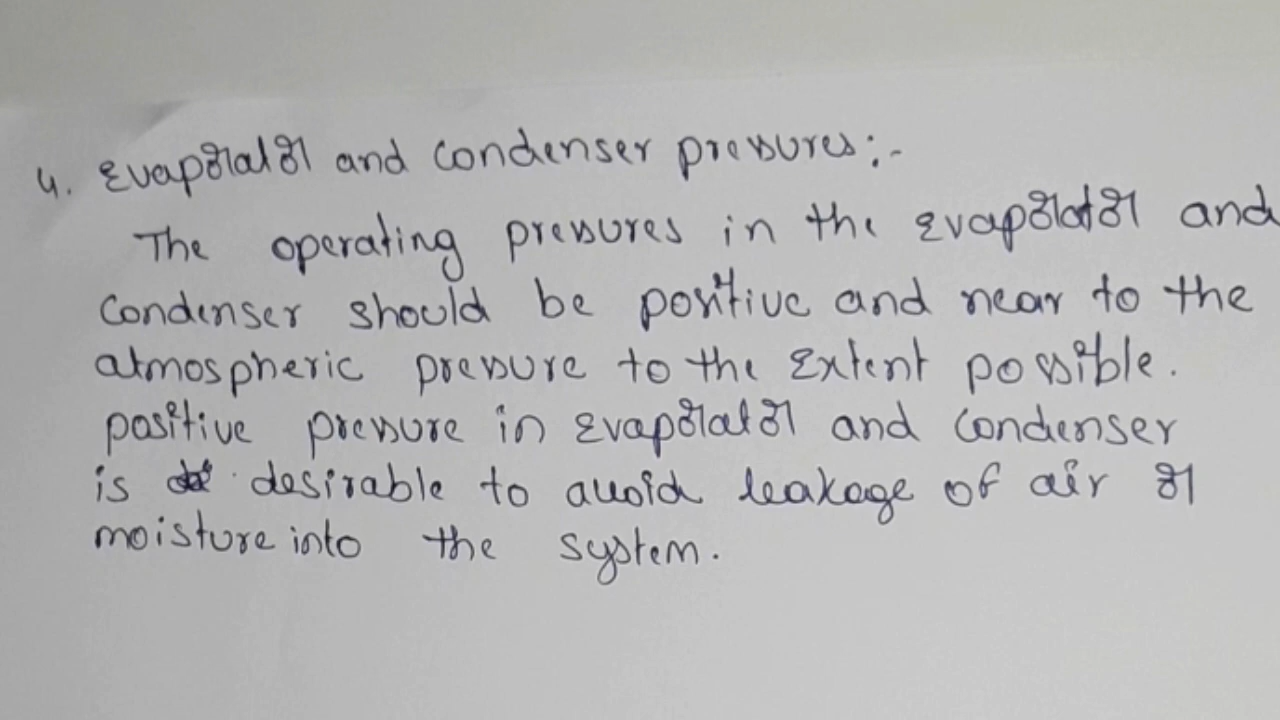 4. Evaporator and condenser pressures:-
The operating pressures in the evaporator and
condenser should be positive and near to the
atmospheric pressure to the extent possible.
positive pressure in evaporator and condenser
is desirable to avoid leakage of air or
moisture into the system.